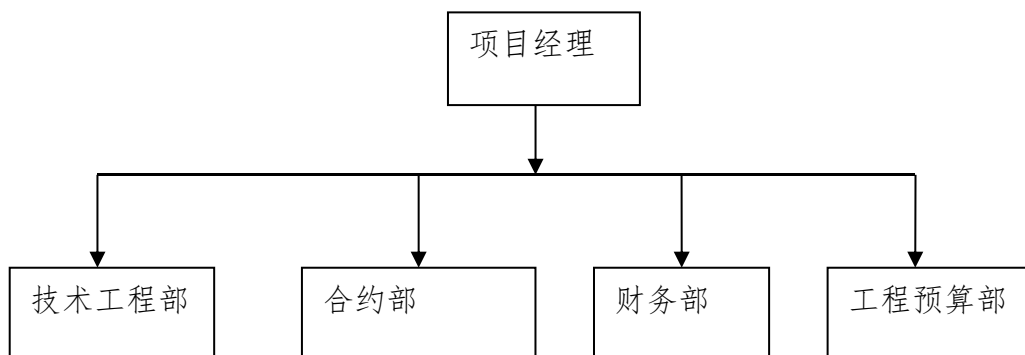 项目经理
技术工程部
合约部
财务部
工程预算部